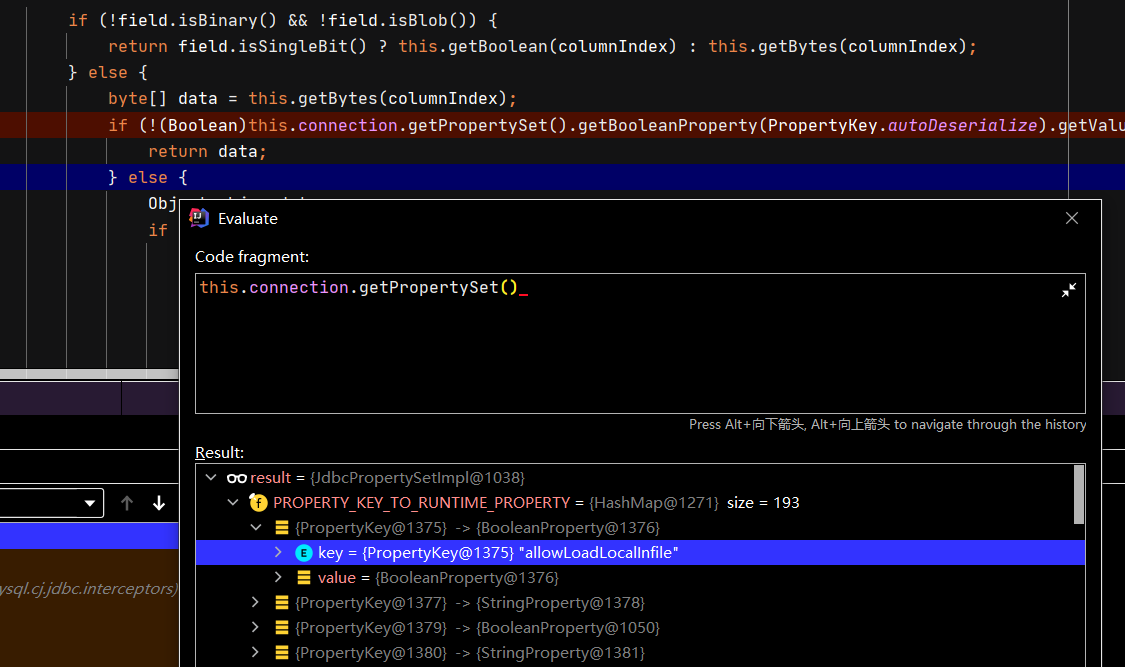 if (!field.isBinary() && !field.isBlob()) {
return field.isSingleBit() ? this.getBoolean(columnIndex) : this.getBytes(columnIndex);
} else {
byte[] data = this.getBytes(columnIndex);
if (!(Boolean)this.connection.getPropertySet().getBooleanProperty(PropertyKey.autoDeserialize).getValu
return data;
} else {
Obj
if
Evaluate
Code fragment:
this.connection.getPropertySet()
Press Alt+向下箭头, Alt+向上箭头 to navigate through the history
Result:
result = {JdbcPropertySetImpl@1038}
f PROPERTY_KEY_TO_RUNTIME_PROPERTY = {HashMap@1271} size = 193
{PropertyKey@1375} -> {BooleanProperty@1376}
E key = {PropertyKey@1375} "allowLoadLocalInfile"
value = {BooleanProperty@1376}
ysql.cj.jdbc.interceptors)
{PropertyKey@1377} -> {StringProperty@1378}
{PropertyKey@1379} -> {BooleanProperty@1050}
{PropertyKey@1380} -> {StringProperty@1381}